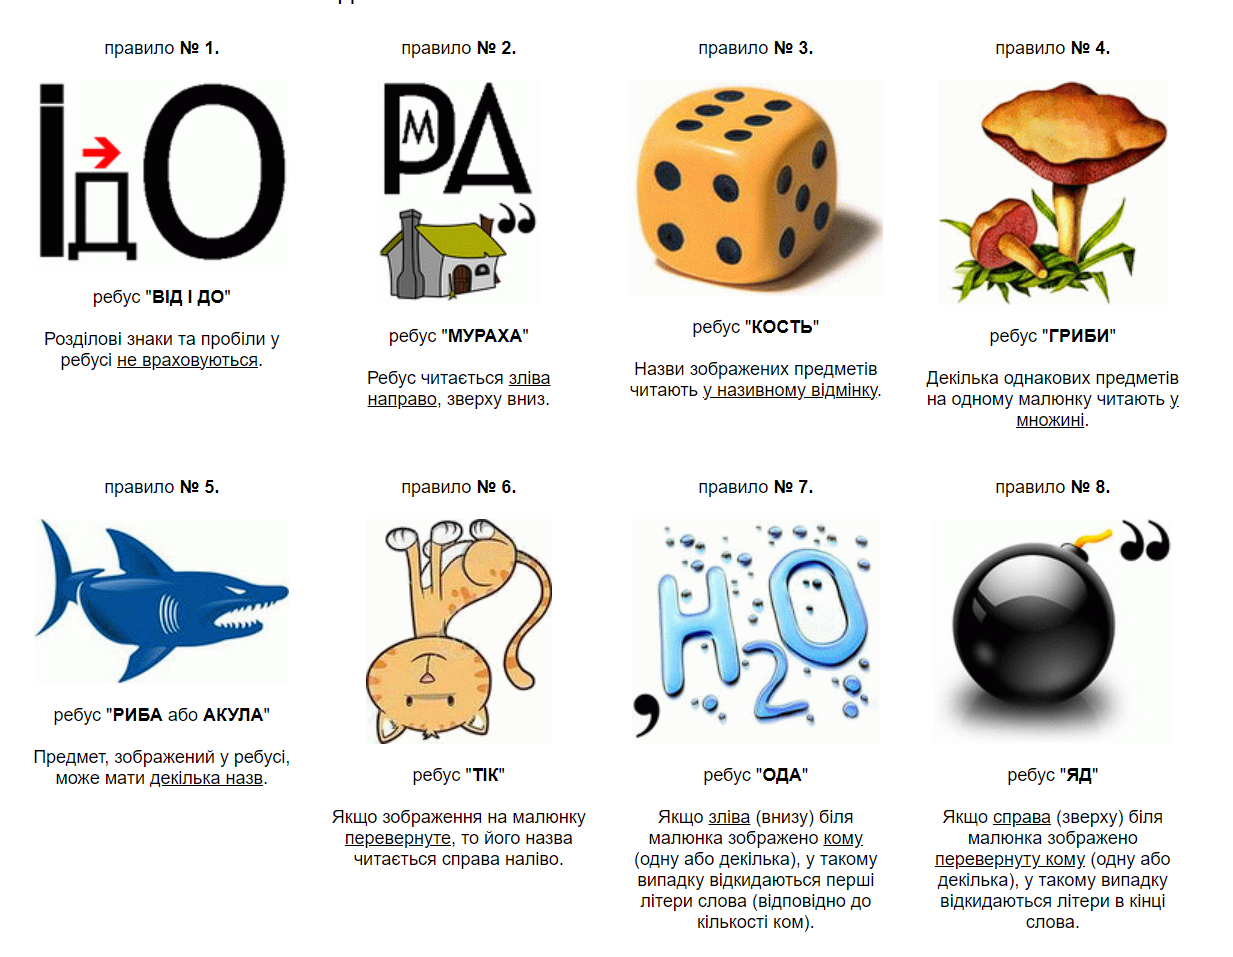 правило № 1.
правило № 2.
правило № 3.
правило № 4.
І Д О
М РА
ребус "ВІД І ДО"
Розділові знаки та пробіли у
ребусі не враховуються.
ребус "МУРАХА"
Ребус читається зліва
направо, зверху вниз.
ребус "КОСТЬ"
Назви зображених предметів
читають у називному відмінку.
ребус "ГРИБИ"
Декілька однакових предметів
на одному малюнку читають у
множині.
правило № 5.
правило № 6.
правило № 7.
правило № 8.
H2O
ребус "РИБА або АКУЛА"
Предмет, зображений у ребусі,
може мати декілька назв.
ребус "ТІК"
Якщо зображення на малюнку
перевернуте, то його назва
читається справа наліво.
ребус "ОДА"
Якщо зліва (внизу) біля
малюнка зображено кому
(одну або декілька), у такому
випадку відкидаються перші
літери слова (відповідно до
кількості ком).
ребус "ЯД"
Якщо справа (зверху) біля
малюнка зображено
перевернуту кому (одну або
декілька), у такому випадку
відкидаються літери в кінці
слова.